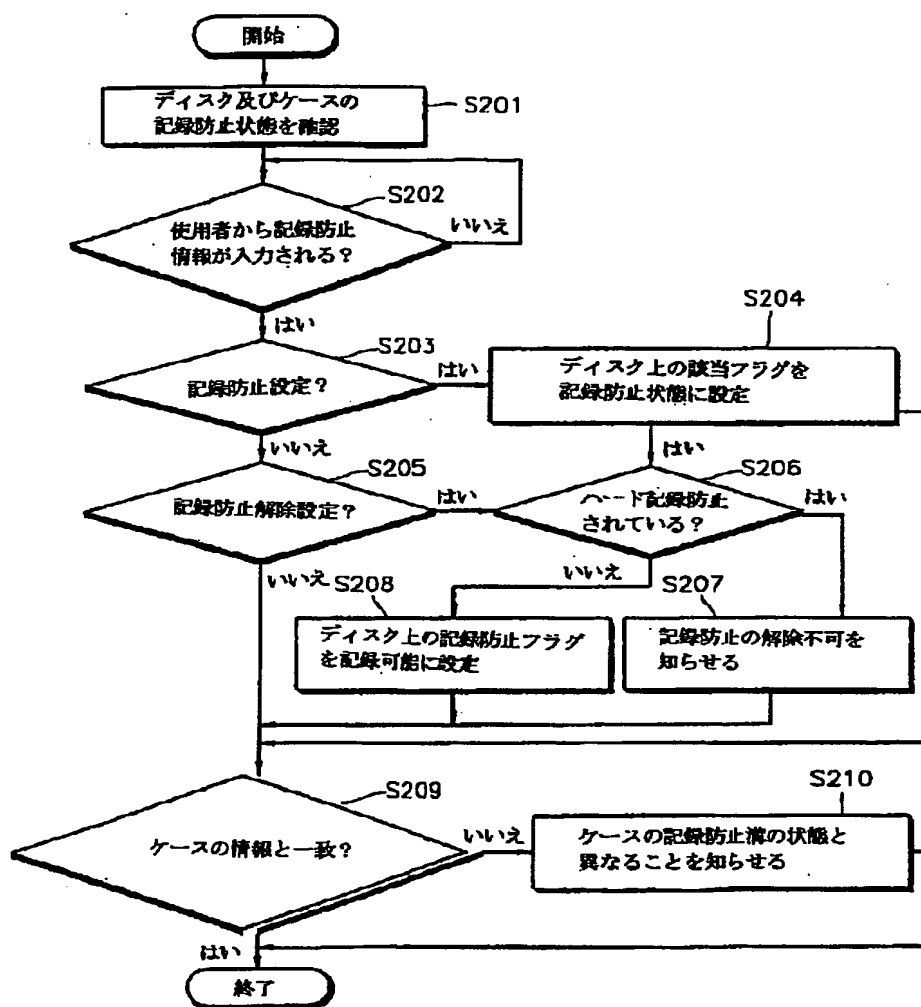 開始
ディスク及びケースの
記録防止状態を確認
S201
S202
使用者から記録防止
情報が入力される？
いいえ
はい
S203
記録防止設定？
はい
S204
ディスク上の該当フラグを
記録防止状態に設定
いいえ
はい
S205
記録防止解除設定？
はい
S206
ハード記録防止
されている？
はい
いいえ
いいえ
S208
ディスク上の記録防止フラグ
を記録可能に設定
S207
記録防止の解除不可を
知らせる
S209
ケースの情報と一致？
いいえ
S210
ケースの記録防止溝の状態と
異なることを知らせる
はい
終了